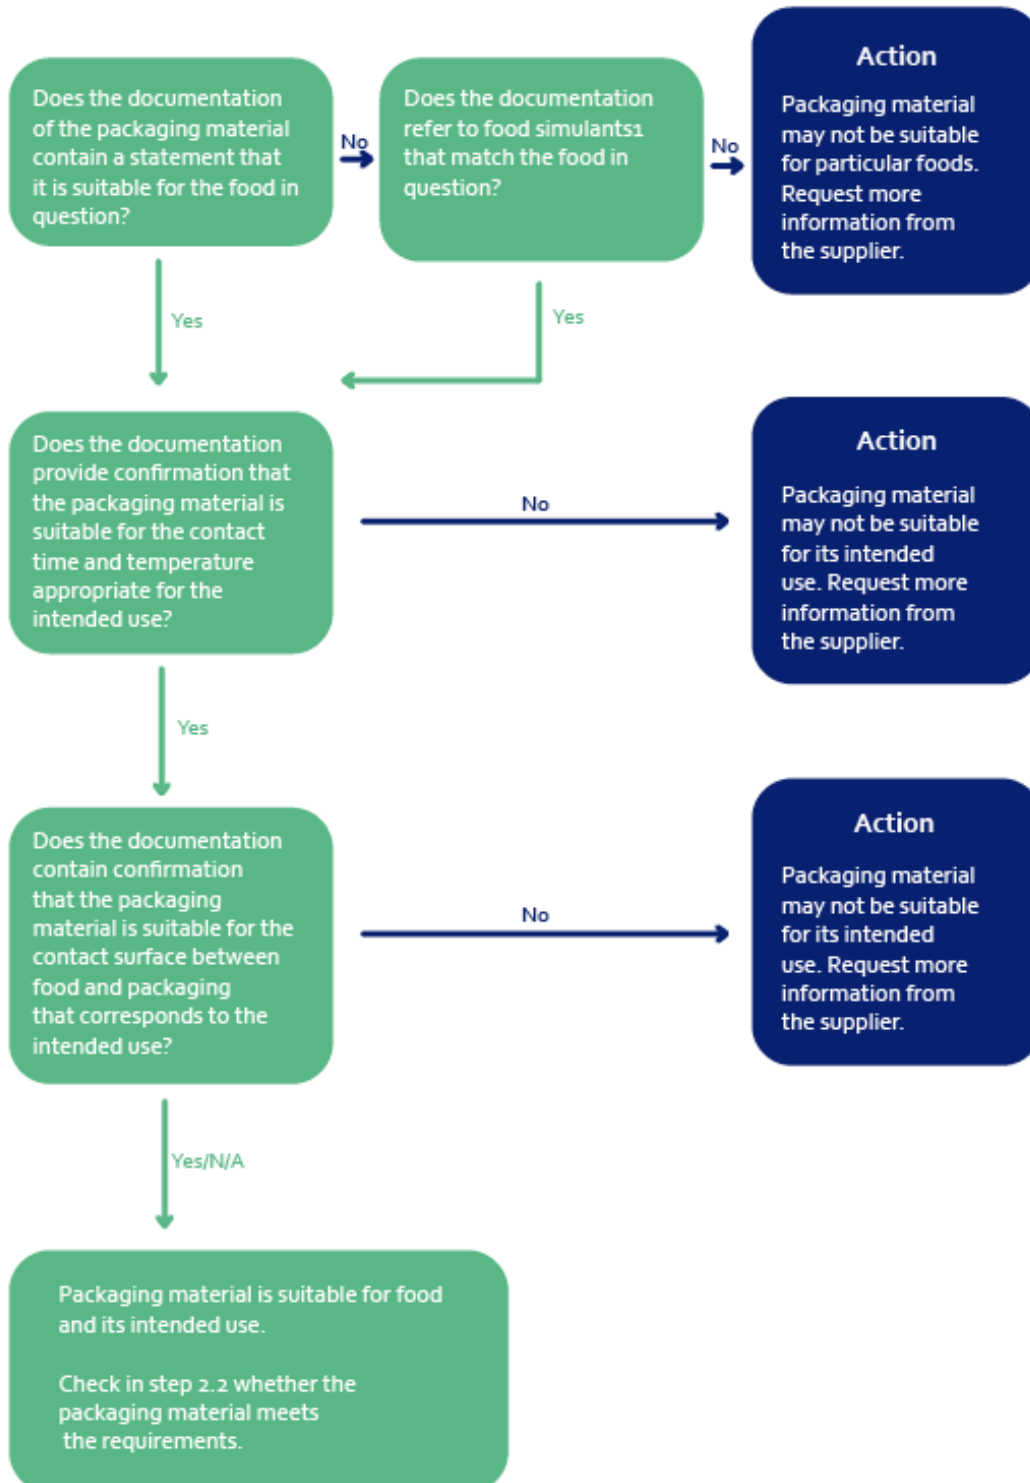 Does the documentation
of the packaging material
contain a statement that
it is suitable for the food in
question?
No
Does the documentation
refer to food simulants1
that match the food in
question?
No
Action
Packaging material
may not be suitable
for particular foods.
Request more
information from
the supplier.
Yes
Yes
Does the documentation
provide confirmation that
the packaging material is
suitable for the contact
time and temperature
appropriate for the
intended use?
No
Action
Packaging material
may not be suitable
for its intended
use. Request more
information from
the supplier.
Yes
Does the documentation
contain confirmation
that the packaging
material is suitable for the
contact surface between
food and packaging
that corresponds to the
intended use?
No
Action
Packaging material
may not be suitable
for its intended
use. Request more
information from
the supplier.
Yes/N/A
Packaging material is suitable for food
and its intended use.
Check in step 2.2 whether the
packaging material meets
the requirements.